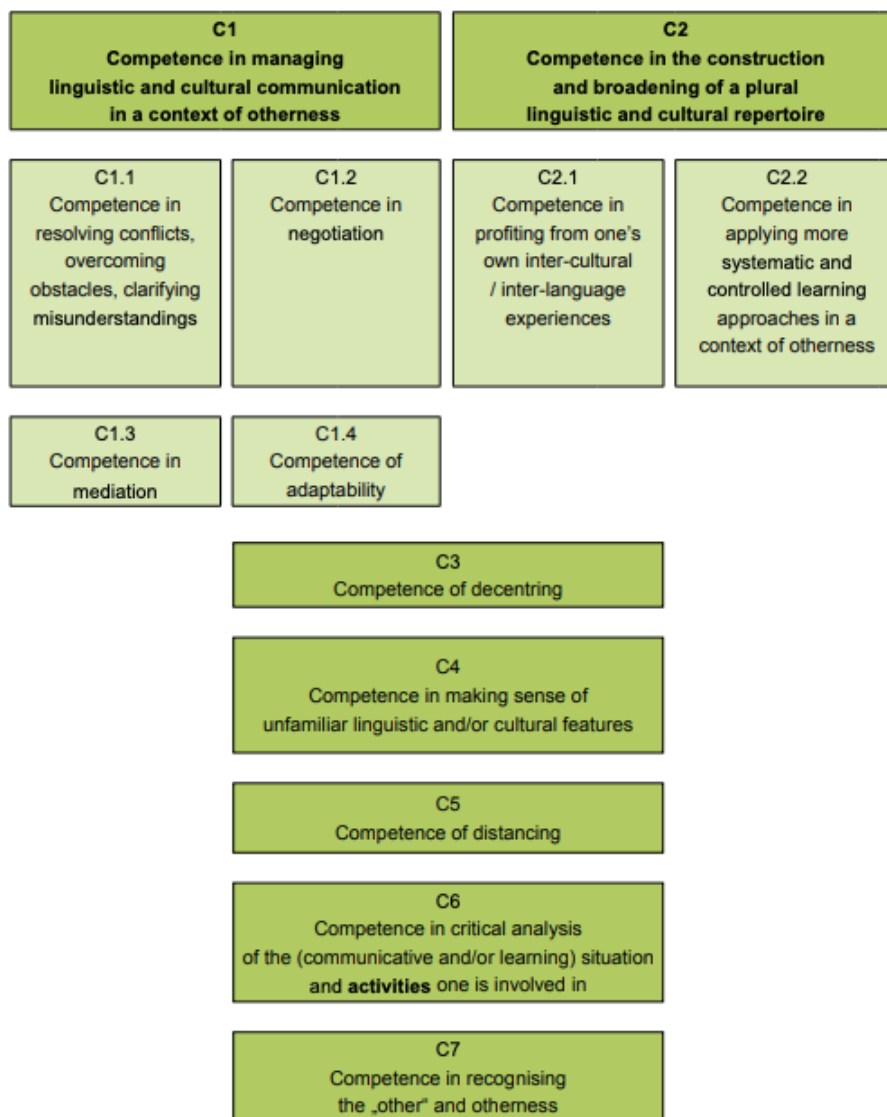 C1
Competence in managing
linguistic and cultural communication
in a context of otherness
C2
Competence in the construction
and broadening of a plural
linguistic and cultural repertoire
C1.1
Competence in
resolving conflicts,
overcoming
obstacles, clarifying
misunderstandings
C1.2
Competence in
negotiation
C2.1
Competence in
profiting from one's
own inter-cultural
/ inter-language
experiences
C2.2
Competence in
applying more
systematic and
controlled learning
approaches in a
context of otherness
C1.3
Competence in
mediation
C1.4
Competence of
adaptability
C3
Competence of decentring
C4
Competence in making sense of
unfamiliar linguistic and/or cultural features
C5
Competence of distancing
C6
Competence in critical analysis
of the (communicative and/or learning) situation
and activities one is involved in
C7
Competence in recognising
the „other“ and otherness